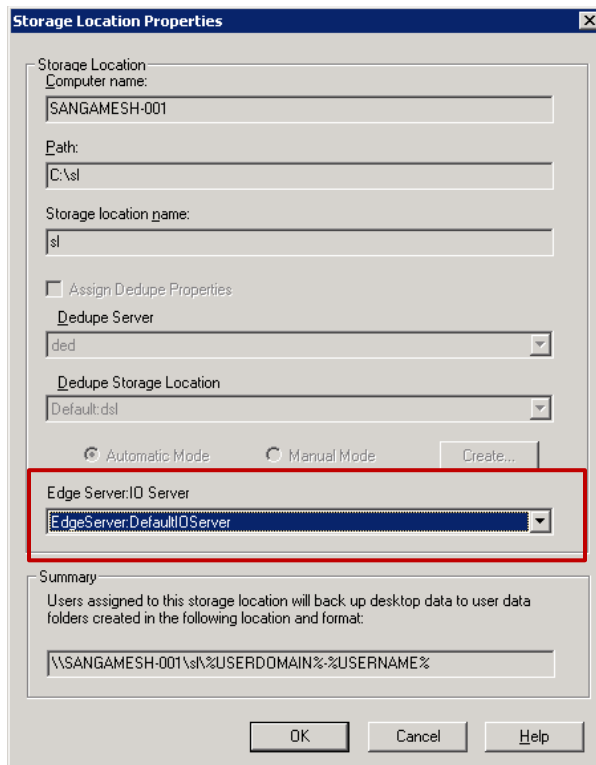 Storage Location Properties
Storage Location
Computer name:
SANGAMESH-001
Path:
C:\sl
Storage location name:
sl
Assign Dedupe Properties
Dedupe Server
ded
Dedupe Storage Location
Default:dsl
Automatic Mode Manual Mode Create...
Edge Server:IO Server
EdgeServer:DefaultIOServer
Summary
Users assigned to this storage location will back up desktop data to user data
folders created in the following location and format:
\\SANGAMESH-001\sl\%USERDOMAIN%-%USERNAME%
OK Cancel Help